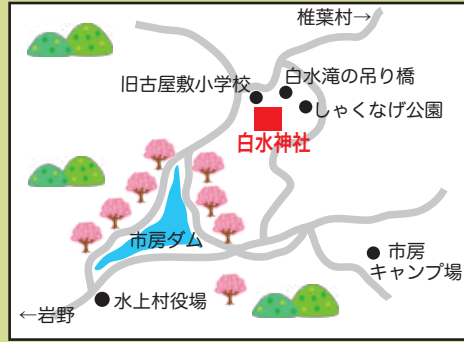 椎葉村→
白水滝の吊り橋
旧古屋敷小学校
しゃくなげ公園
白水神社
市房ダム
市房
キャンプ場
水上村役場
←岩野